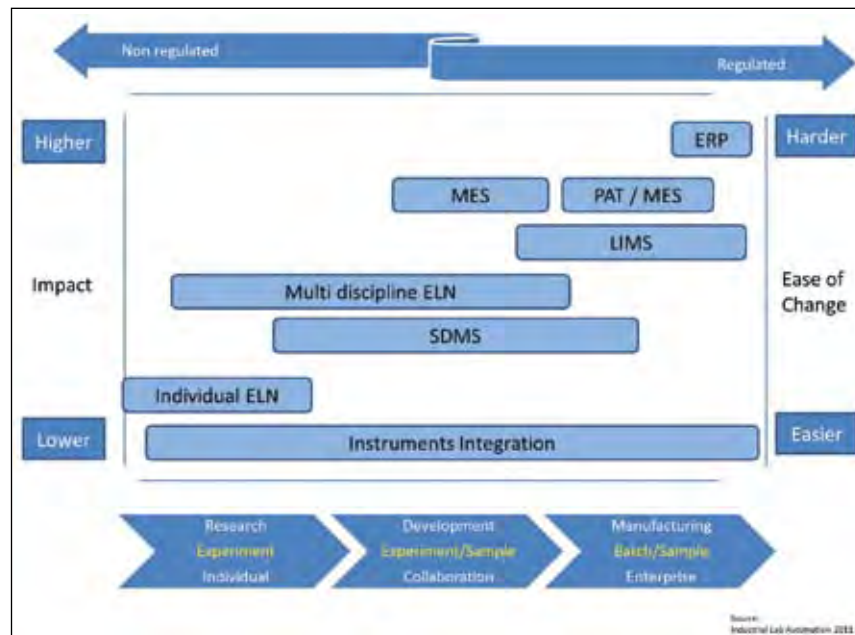 Non regulated
Regulated
Higher
ERP
Harder
MES
PAT / MES
LIMS
Impact
Multi discipline ELN
Ease of
Change
SDMS
Individual ELN
Lower
Instruments Integration
Easier
Research
Experiment
Individual
Development
Experiment/Sample
Collaboration
Manufacturing
Batch/Sample
Enterprise
Source:
Industrial Lab Automation